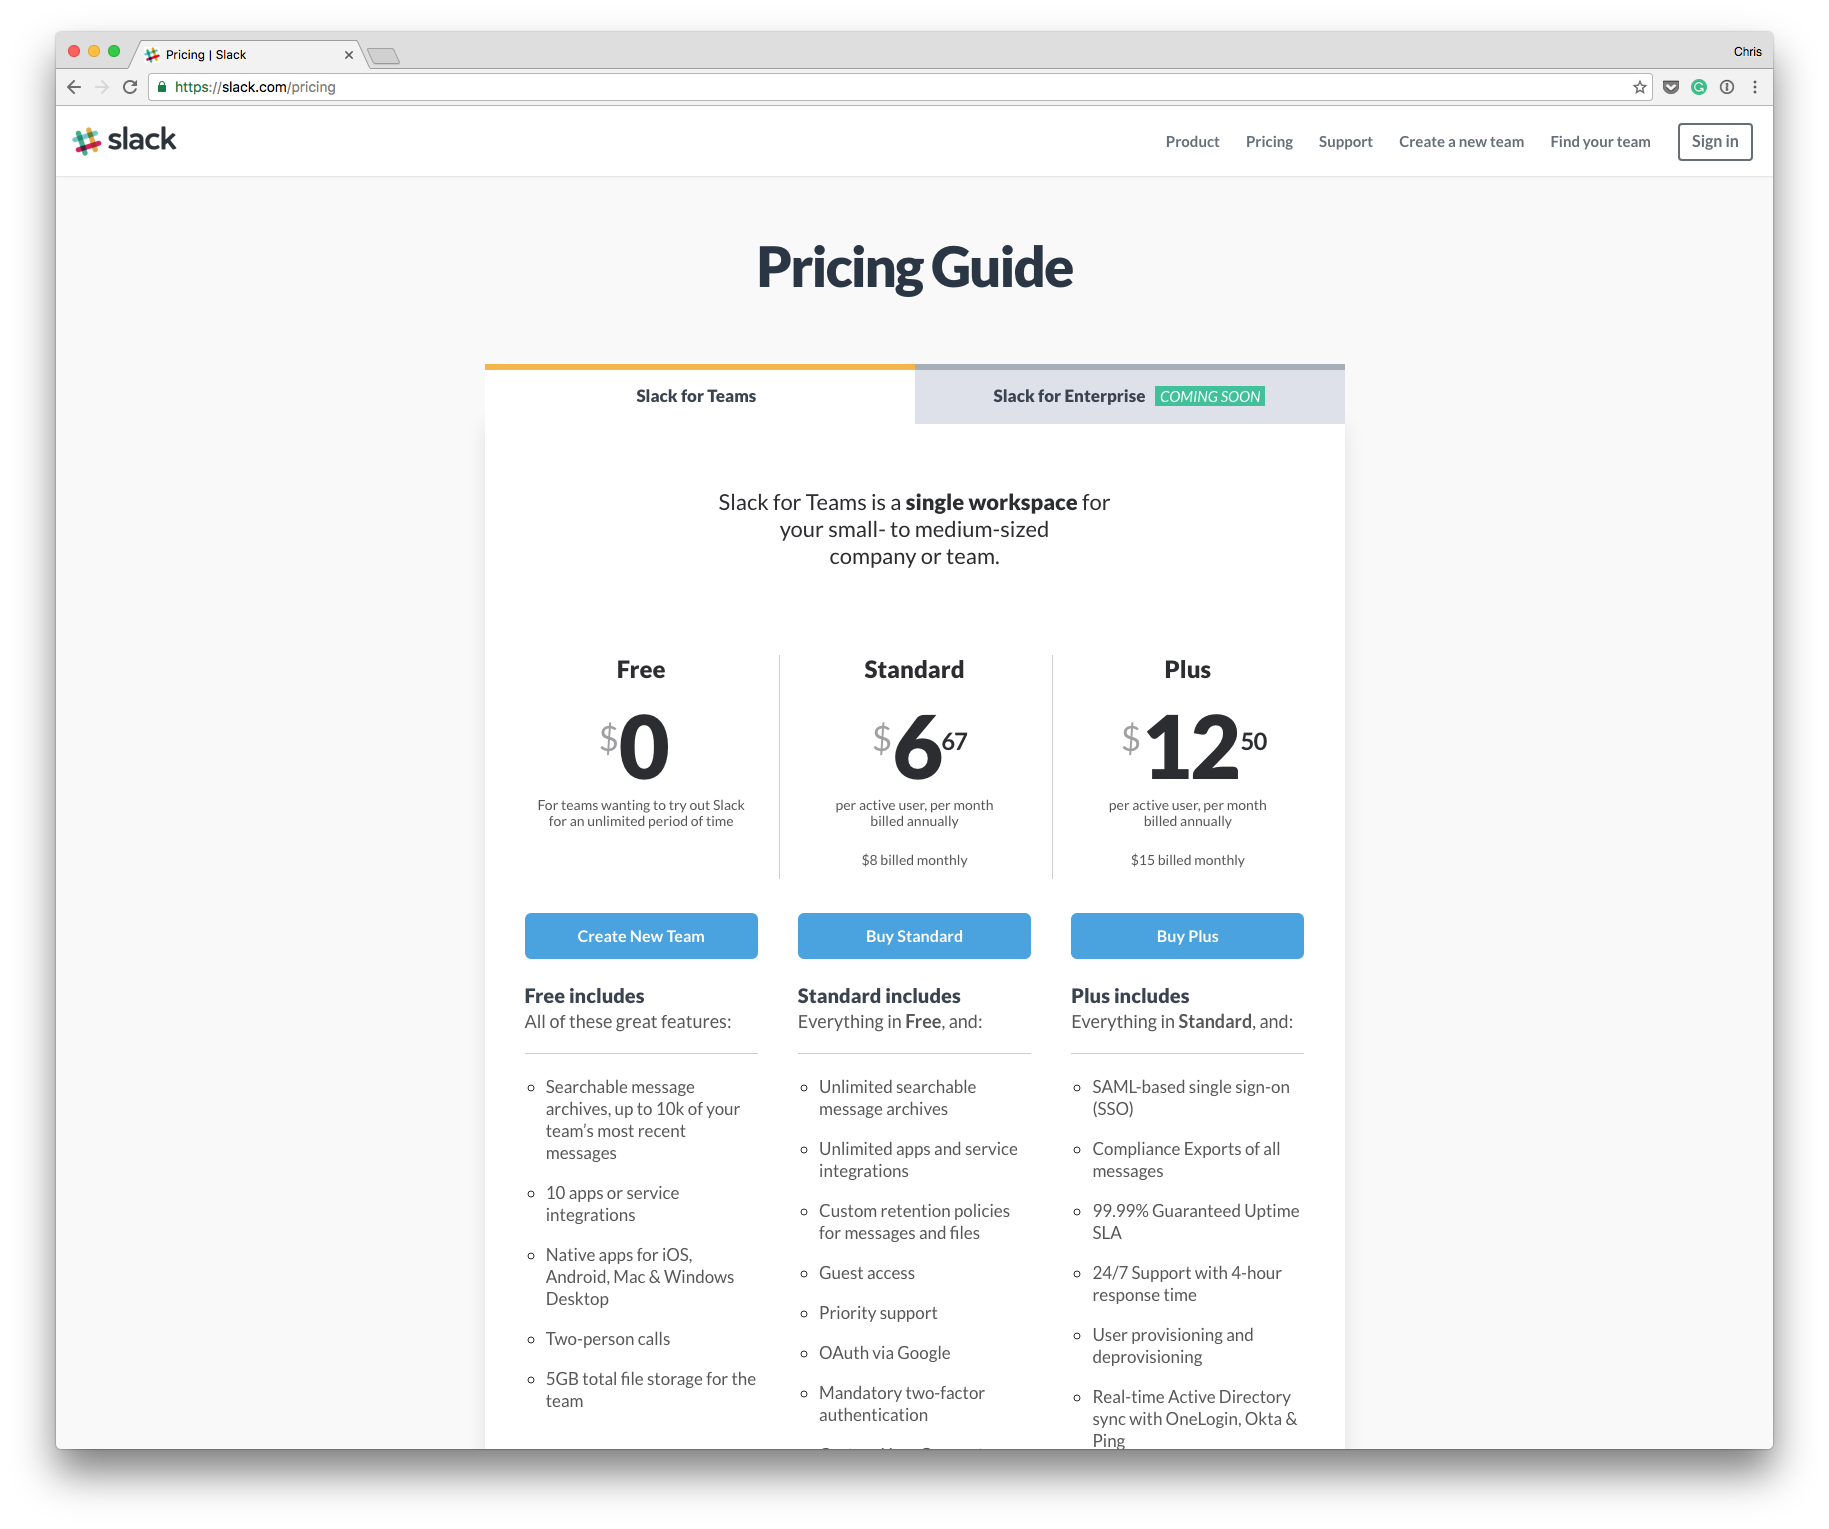 Pricing | Slack
Chris
https://slack.com/pricing
slack
Product
Pricing
Support
Create a new team
Find your team
Sign in
Pricing Guide
Slack for Teams
Slack for Enterprise COMING SOON
Slack for Teams is a single workspace for
your small- to medium-sized
company or team.
Free
$0
For teams wanting to try out Slack
for an unlimited period of time
Standard
$6 67
per active user, per month
billed annually
$8 billed monthly
Plus
$12 50
per active user, per month
billed annually
$15 billed monthly
Create New Team
Buy Standard
Buy Plus
Free includes
All of these great features:
Searchable message
archives, up to 10k of your
team’s most recent
messages
10 apps or service
integrations
Native apps for iOS,
Android, Mac & Windows
Desktop
Two-person calls
5GB total file storage for the
team
Standard includes
Everything in Free, and:
Unlimited searchable
message archives
Unlimited apps and service
integrations
Custom retention policies
for messages and files
Guest access
Priority support
OAuth via Google
Mandatory two-factor
authentication
Plus includes
Everything in Standard, and:
SAML-based single sign-on
(SSO)
Compliance Exports of all
messages
99.99% Guaranteed Uptime
SLA
24/7 Support with 4-hour
response time
User provisioning and
deprovisioning
Real-time Active Directory
sync with OneLogin, Okta &
Ping